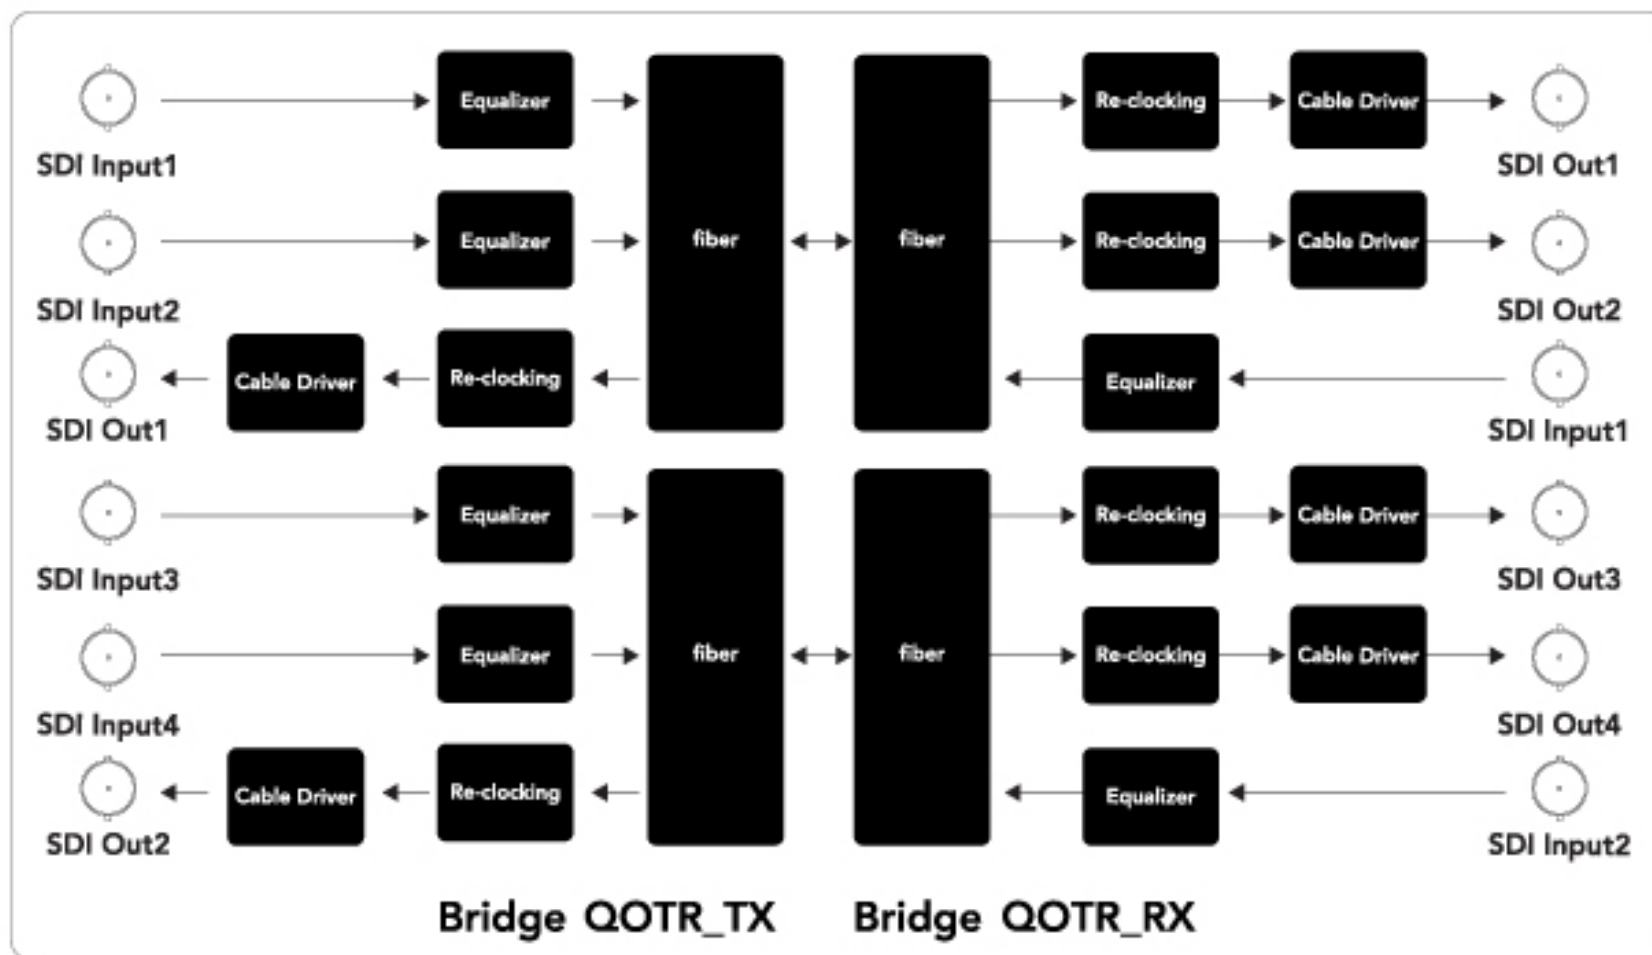 Equalizer
Re-clocking
Cable Driver
SDI Input1
SDI Out1
Equalizer
fiber
fiber
Re-clocking
Cable Driver
SDI Input2
SDI Out2
Cable Driver
Re-clocking
Equalizer
SDI Out1
SDI Input1
Equalizer
Re-clocking
Cable Driver
SDI Input3
SDI Out3
Equalizer
fiber
fiber
Re-clocking
Cable Driver
SDI Input4
SDI Out4
Cable Driver
Re-clocking
Equalizer
SDI Out2
SDI Input2
Bridge QOTR_TX
Bridge QOTR_RX